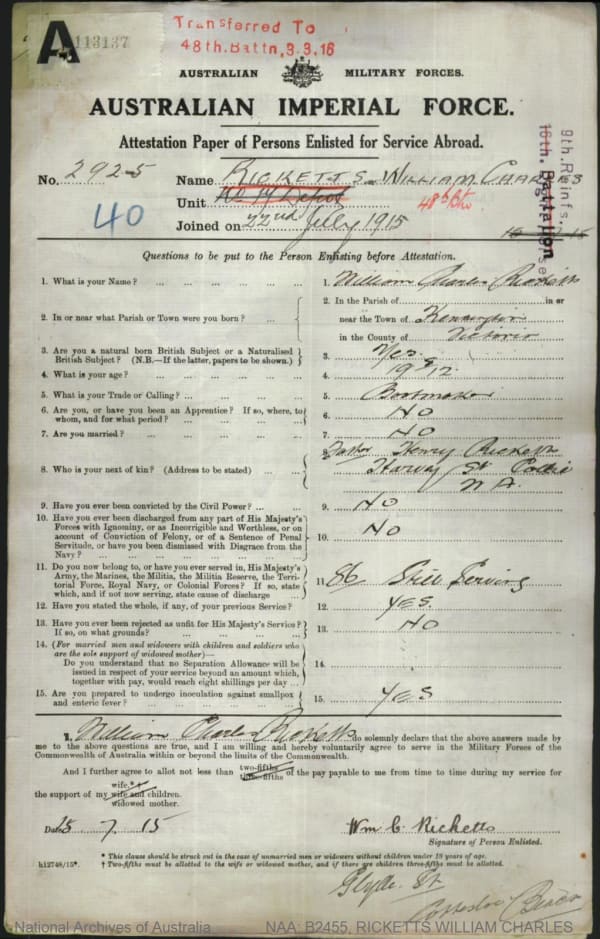 A 113137
Transferred To
48th. Battn, 3.3.16
AUSTRALIAN MILITARY FORCES.
AUSTRALIAN IMPERIAL FORCE.
Attestation Paper of Persons Enlisted for Service Abroad.
No. 2925 Name RICKETTS William Charles
Unit No 17 Depot 48th Btn
40
Joined on 22nd July 1915
9th. Reinfs.
16th. Battalion
Questions to be put to the Person Enlisting before Attestation.
1. What is your Name? 1. William Charles Ricketts
2. In or near what Parish or Town were you born? 2. In the Parish of in or
near the Town of Kensington
in the County of Victoria
3. Are you a natural born British Subject or a Naturalised
British Subject? (N.B.—If the latter, papers to be shown.) 3. Yes
4. What is your age? 4. 19 8/12
5. What is your Trade or Calling? 5. Bootmaker
6. Are you, or have you been an Apprentice? If so, where, to
whom, and for what period? 6. NO
7. Are you married? 7. NO
8. Who is your next of kin? (Address to be stated) 8. Father Henry Ricketts
St Collie
W A.
9. Have you ever been convicted by the Civil Power? 9. NO
10. Have you ever been discharged from any part of His Majesty's
Forces with Ignominy, or as Incorrigible and Worthless, or on
account of Conviction of Felony, or of a Sentence of Penal
Servitude, or have you been Dismissed with Disgrace from the
Navy? 10. NO
11. Do you now belong to, or have you ever served in, His Majesty's
Army, the Marines, the Militia, the Militia Reserve, the Terri-
torial Force, Royal Navy, or Colonial Forces? If so, state
which, and if not now serving, state cause of discharge 11. 86 Still Serving
12. Have you stated the whole, if any, of your previous Service? 12. YES
13. Have you ever been rejected as unfit for His Majesty's Service?
If so, on what grounds? 13. NO
14. (For married men and widowers with children and soldiers who
are the sole support of widowed mother)—
Do you understand that no Separation Allowance will be
issued in respect of your service beyond an amount which,
together with pay, would reach eight shillings per day 14.
15. Are you prepared to undergo inoculation against smallpox
and enteric fever? 15. YES
I, William Charles Ricketts do solemnly declare that the above answers made by
me to the above questions are true, and I am willing and hereby voluntarily agree to serve in the Military Forces of the
Commonwealth of Australia within or beyond the limits of the Commonwealth.
And I further agree to allot not less than two-fifths three-fifths of the pay payable to me from time to time during my service for
the support of my wife,* wife and children. widowed mother.
Date 15 7 15 Wm C. Ricketts
Signature of Person Enlisted.
* This clause should be struck out in the case of unmarried men or widowers without children under 18 years of age.
h12748/15*. † Two-fifths must be allotted to the wife or widowed mother, and if there are children three-fifths must be allotted.
Glyde St
Cottesloe Beach
National Archives of Australia NAA: B2455, RICKETTS WILLIAM CHARLES